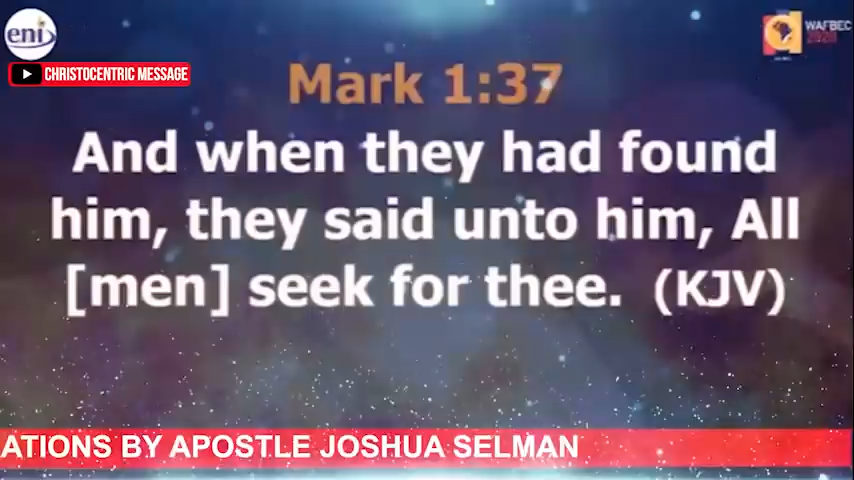 eni
WAFBEC
2020
CHRISTOCENTRIC MESSAGE
Mark 1:37
And when they had found
him, they said unto him, All
[men] seek for thee. (KJV)
ATIONS BY APOSTLE JOSHUA SELMAN